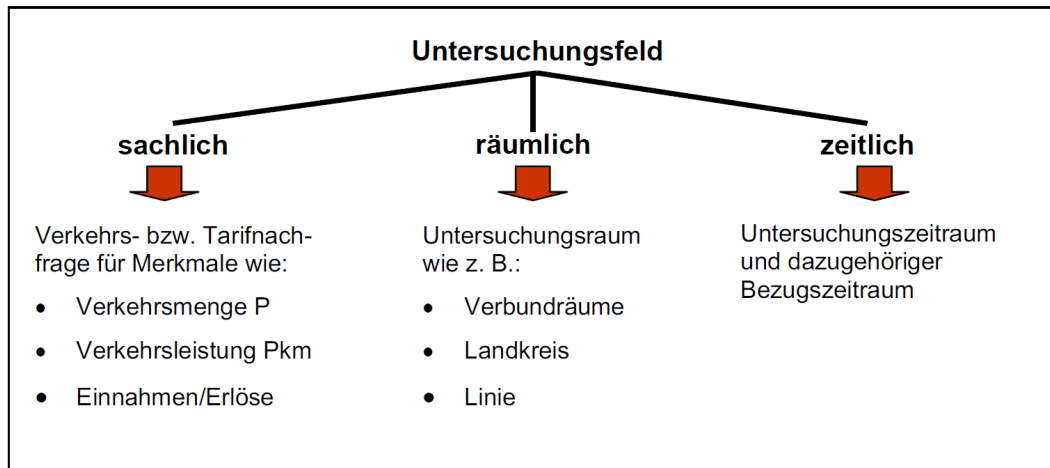 Untersuchungsfeld
sachlich
räumlich
zeitlich
Verkehrs- bzw. Tarifnach-
frage für Merkmale wie:
• Verkehrsmenge P
• Verkehrsleistung Pkm
• Einnahmen/Erlöse
Untersuchungsraum
wie z. B.:
• Verbundräume
• Landkreis
• Linie
Untersuchungszeitraum
und dazugehöriger
Bezugszeitraum